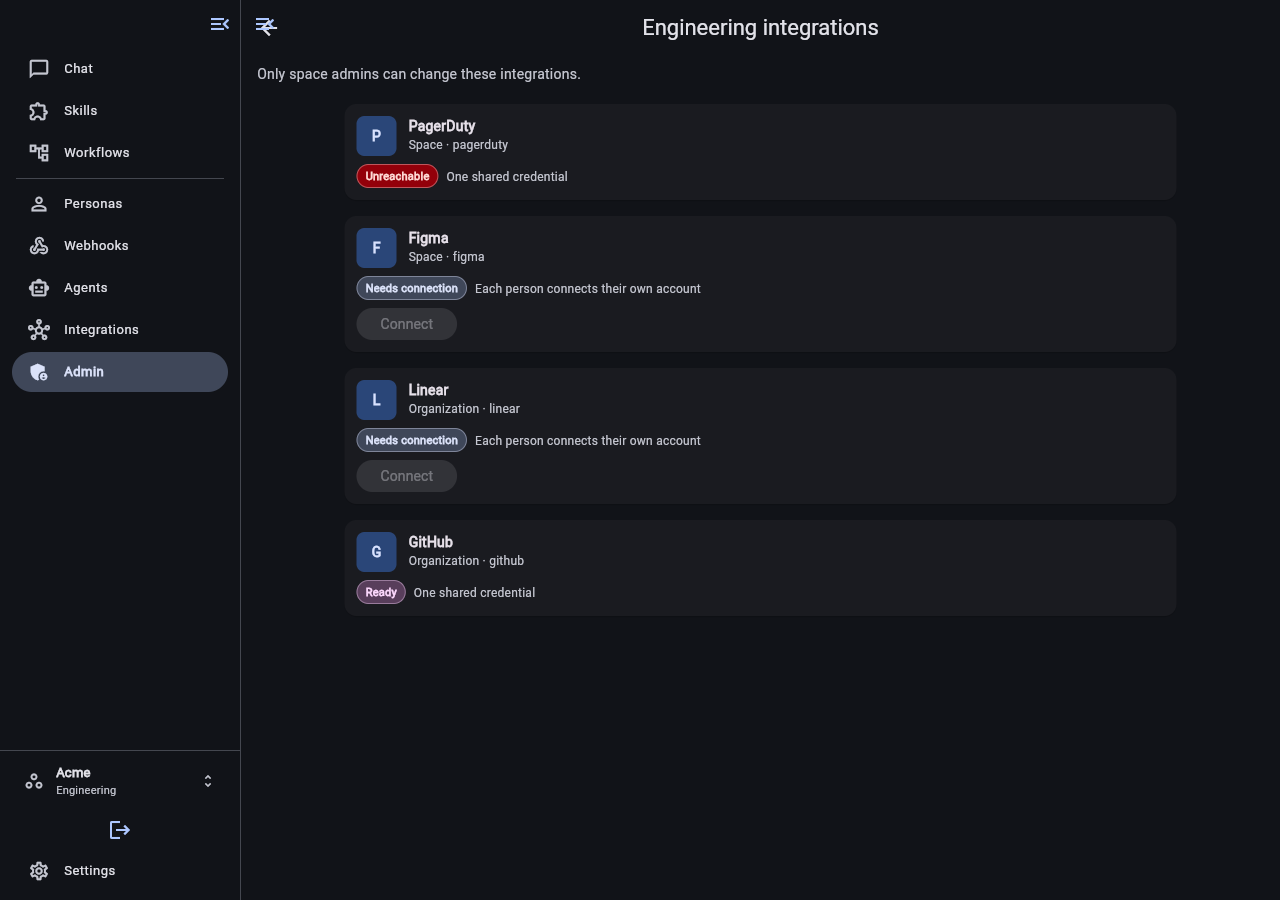 Chat
Skills
Workflows
Personas
Webhooks
Agents
Integrations
Admin
Acme
Engineering
Settings
Engineering integrations
Only space admins can change these integrations.
P
PagerDuty
Space · pagerduty
Unreachable
One shared credential
F
Figma
Space · figma
Needs connection
Each person connects their own account
Connect
L
Linear
Organization · linear
Needs connection
Each person connects their own account
Connect
G
GitHub
Organization · github
Ready
One shared credential